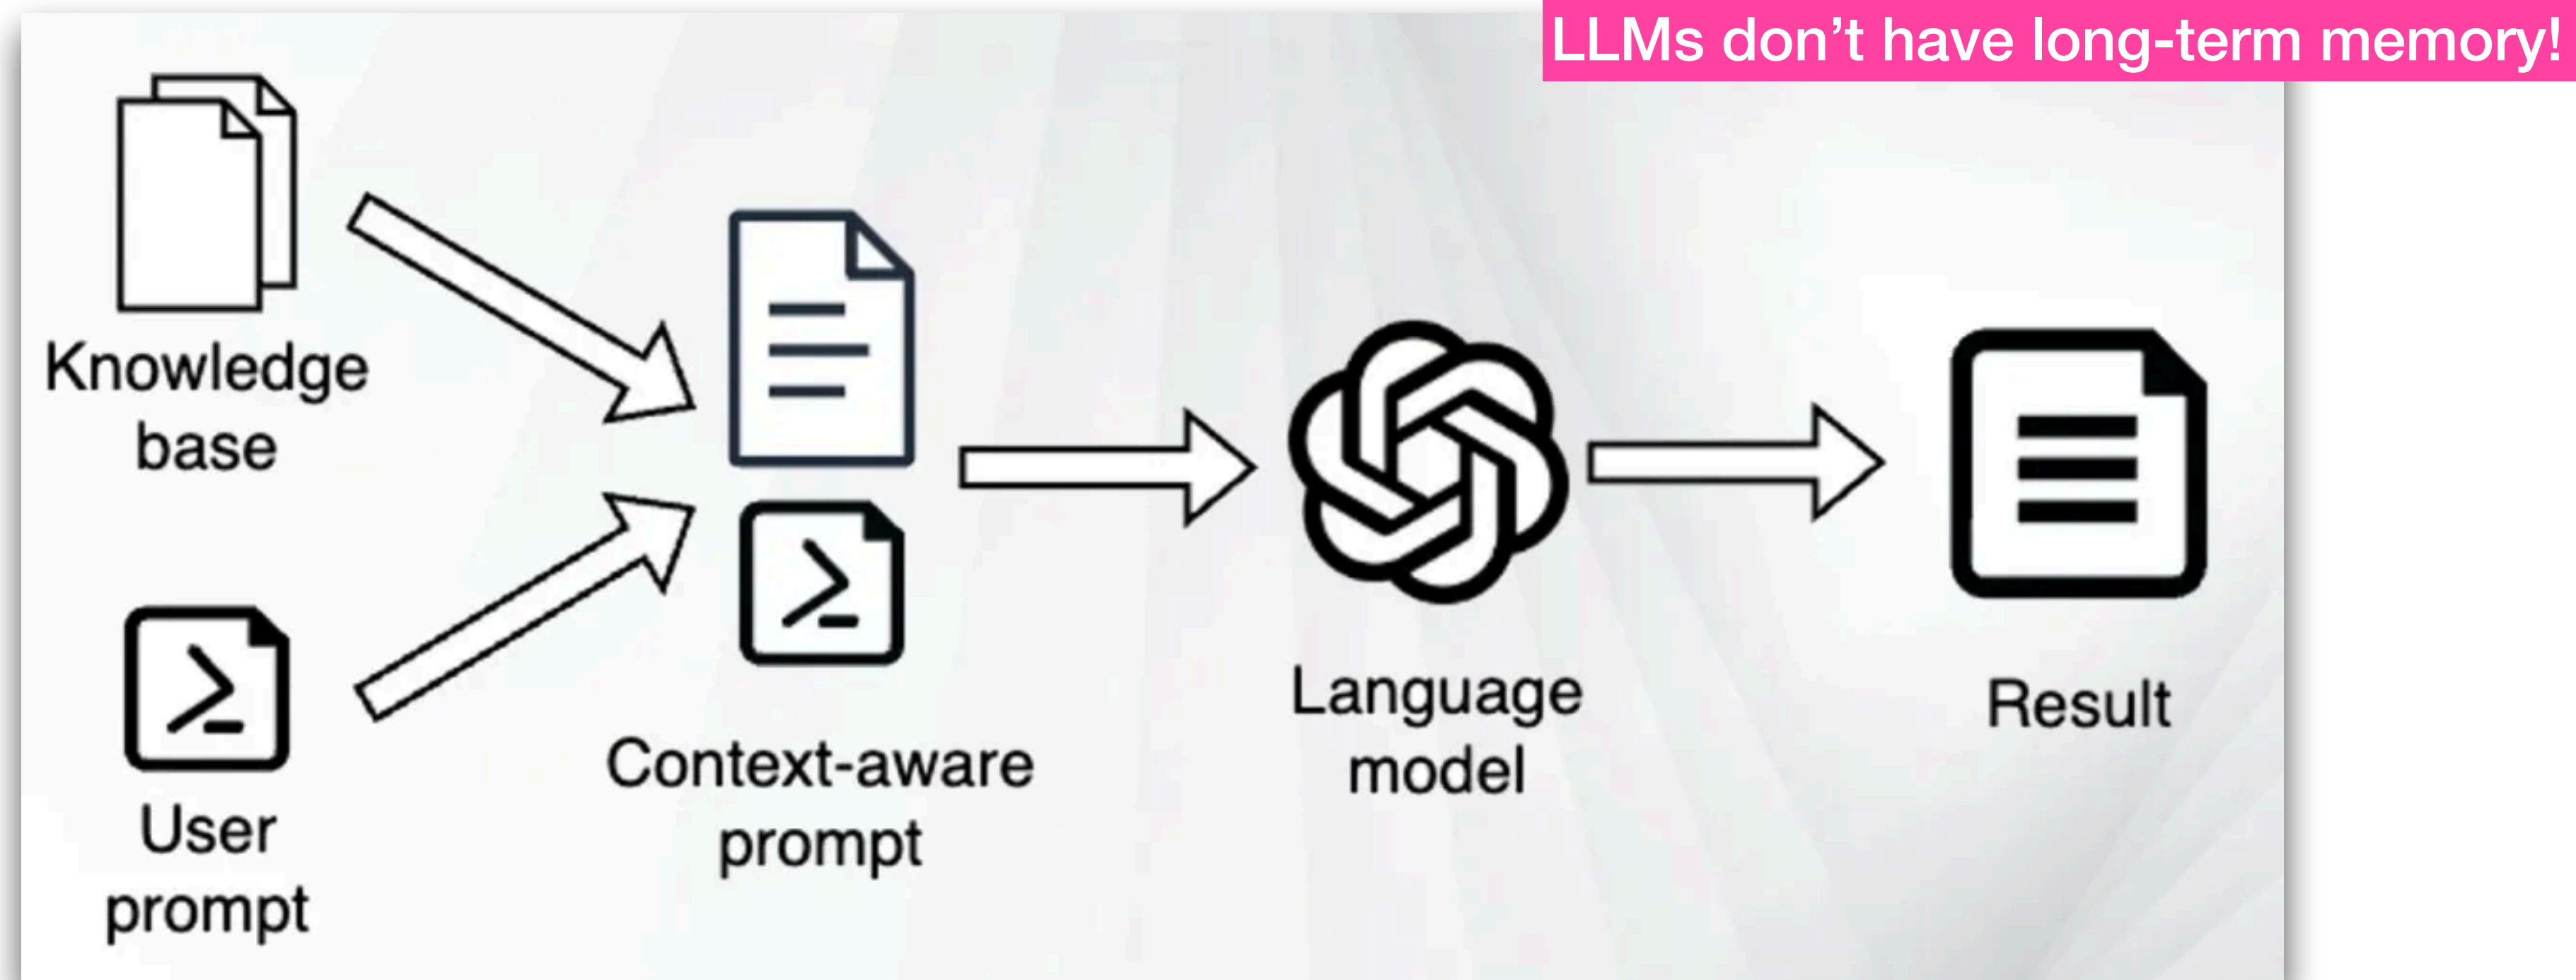 LLMs don't have long-term memory!
Knowledge
base
User
prompt
Context-aware
prompt
Language
model
Result